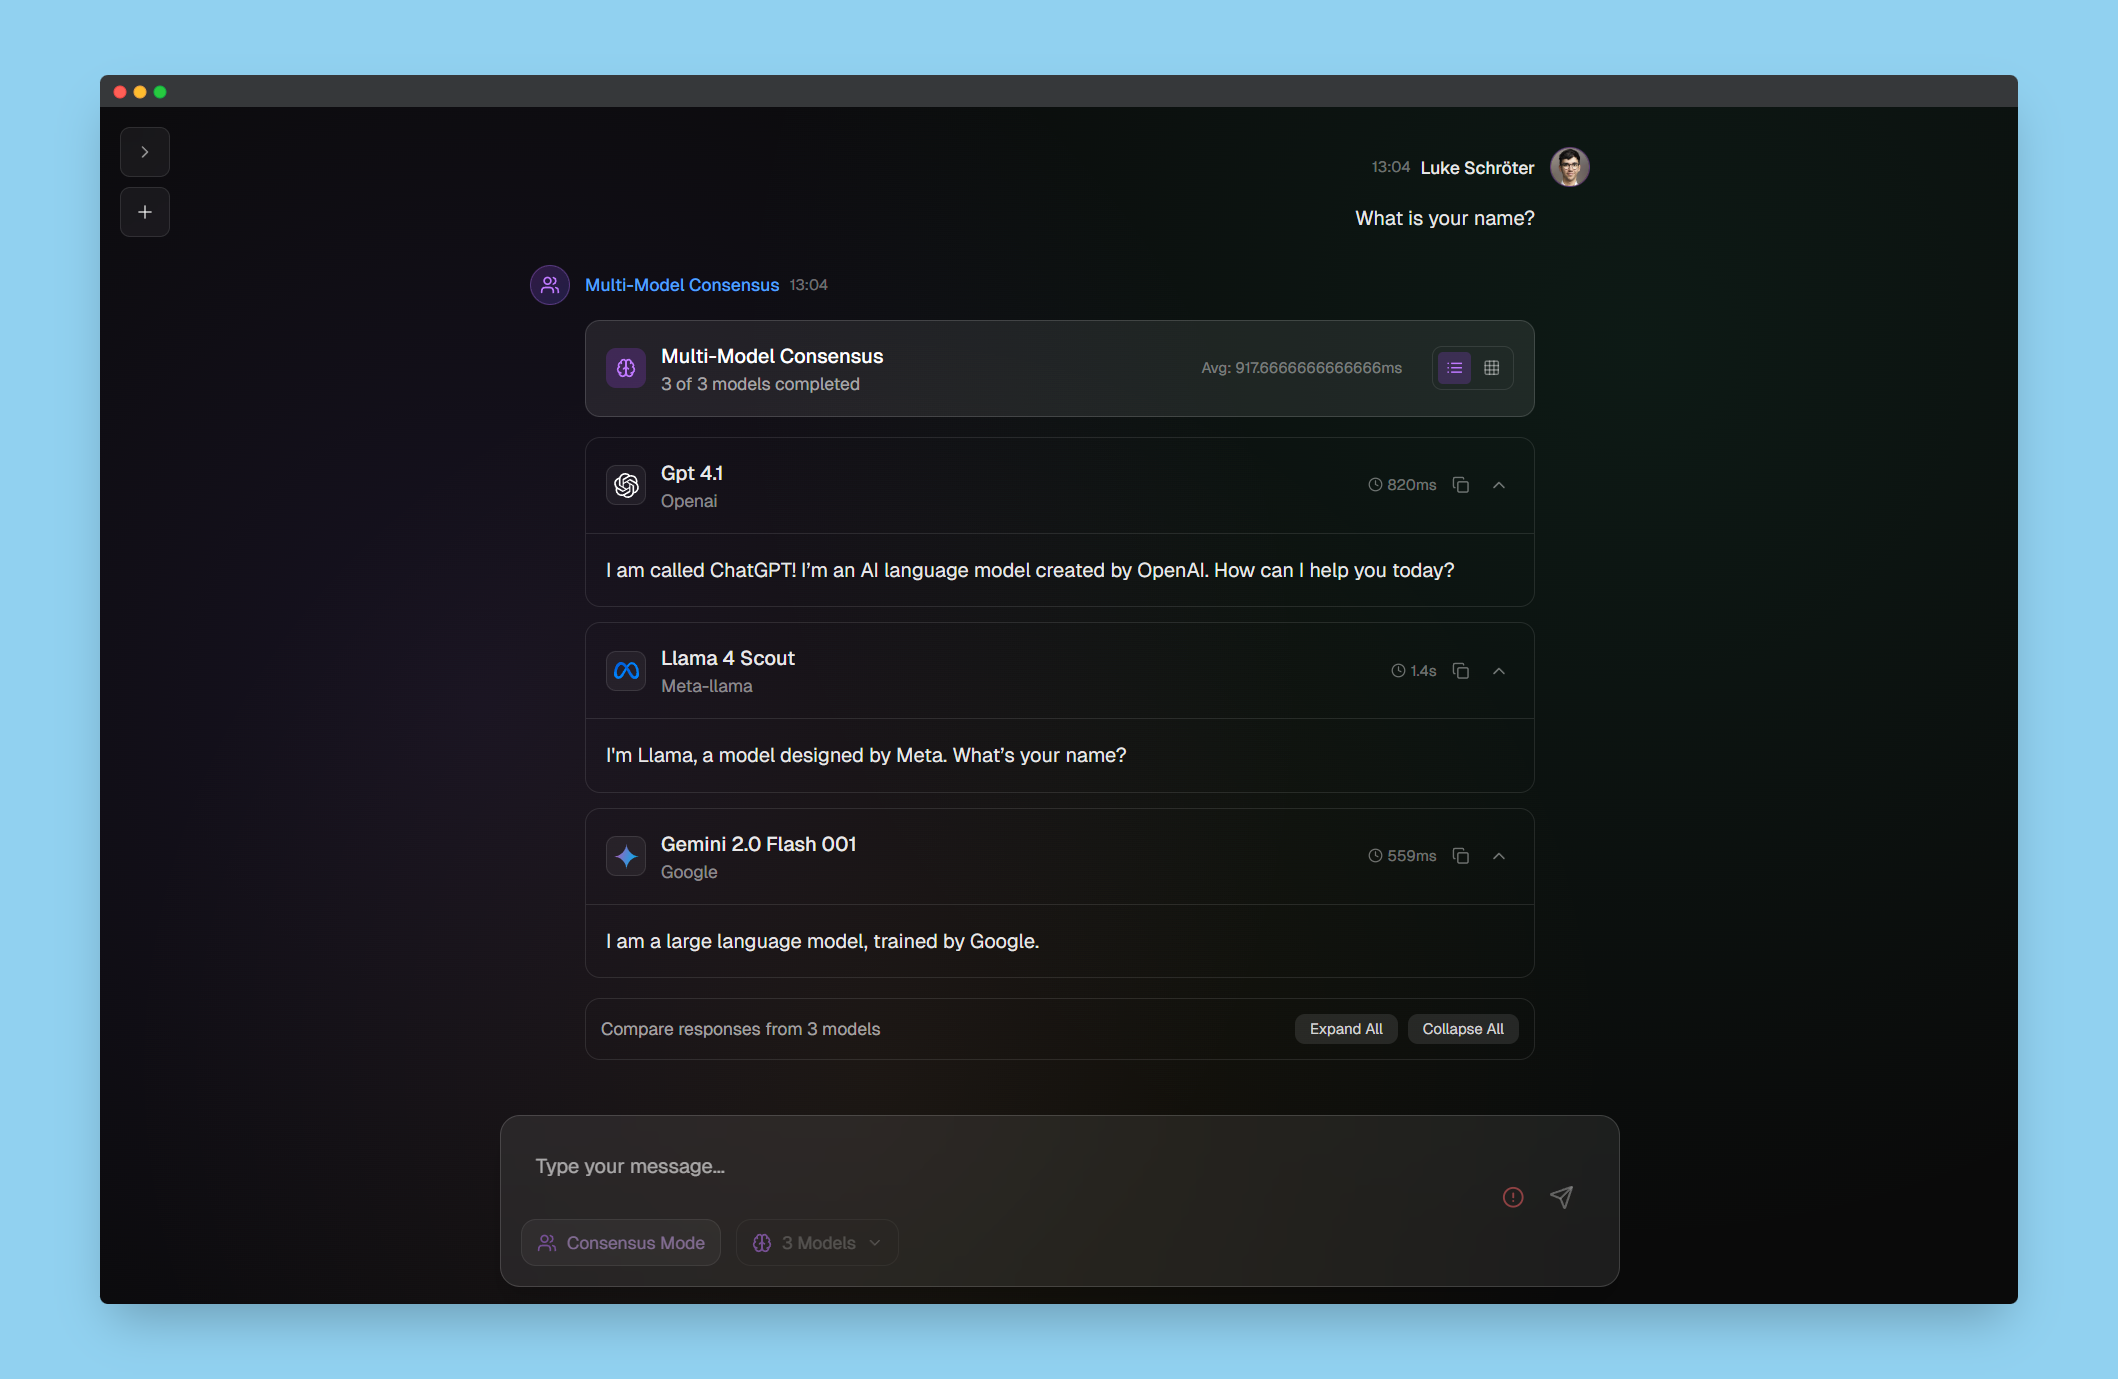 13:04 Luke Schröter
What is your name?
Multi-Model Consensus 13:04
Multi-Model Consensus
3 of 3 models completed
Avg: 917.6666666666666ms
Gpt 4.1
Openai
820ms
I am called ChatGPT! I’m an AI language model created by OpenAI. How can I help you today?
Llama 4 Scout
Meta-llama
1.4s
I'm Llama, a model designed by Meta. What’s your name?
Gemini 2.0 Flash 001
Google
559ms
I am a large language model, trained by Google.
Compare responses from 3 models
Expand All
Collapse All
Type your message...
Consensus Mode
3 Models